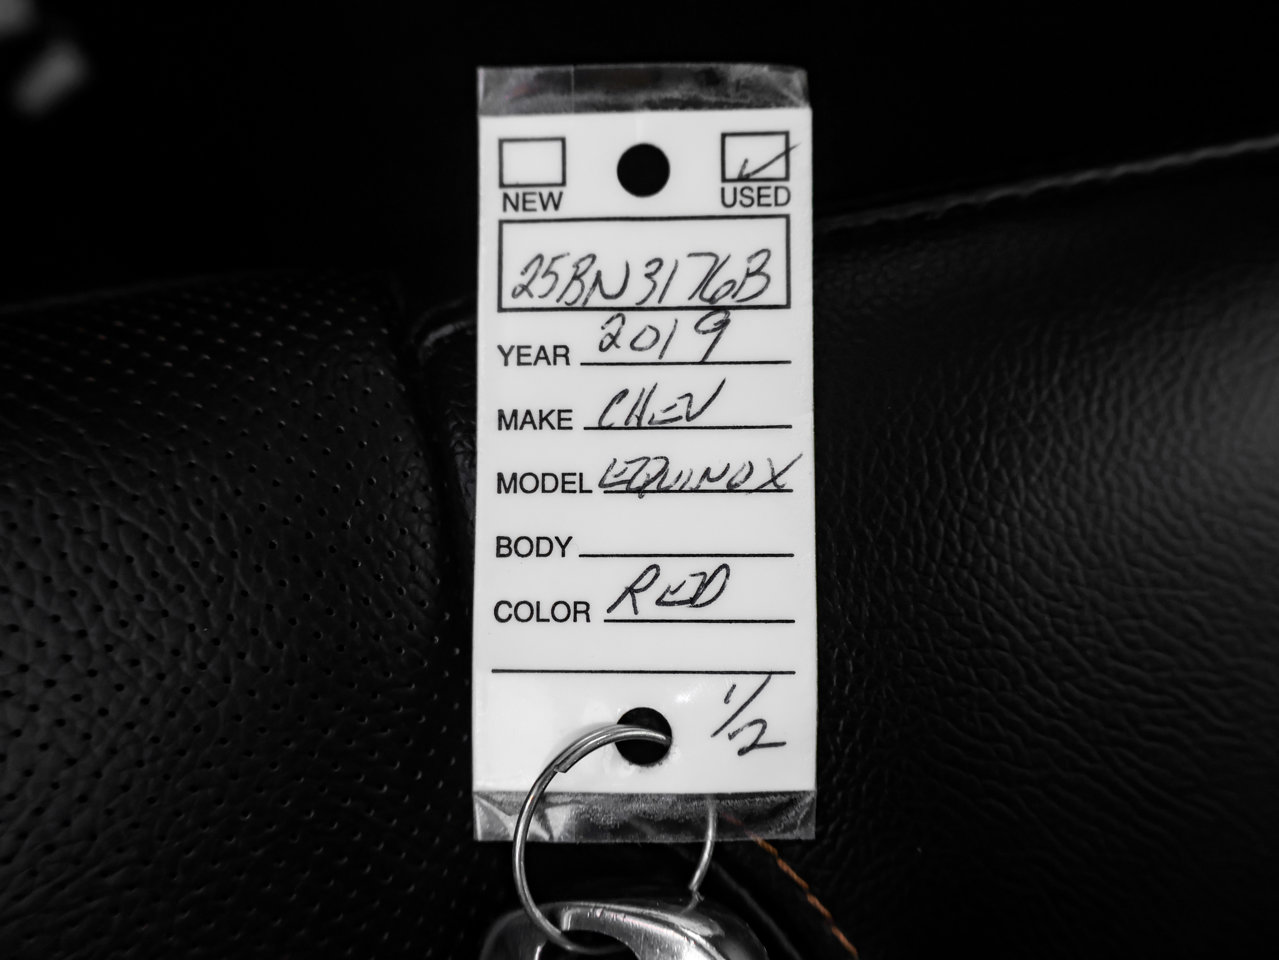 NEW USED
25BN3176B
YEAR 2019
MAKE CHEV
MODEL EQUINOX
BODY
COLOR RED
1/2